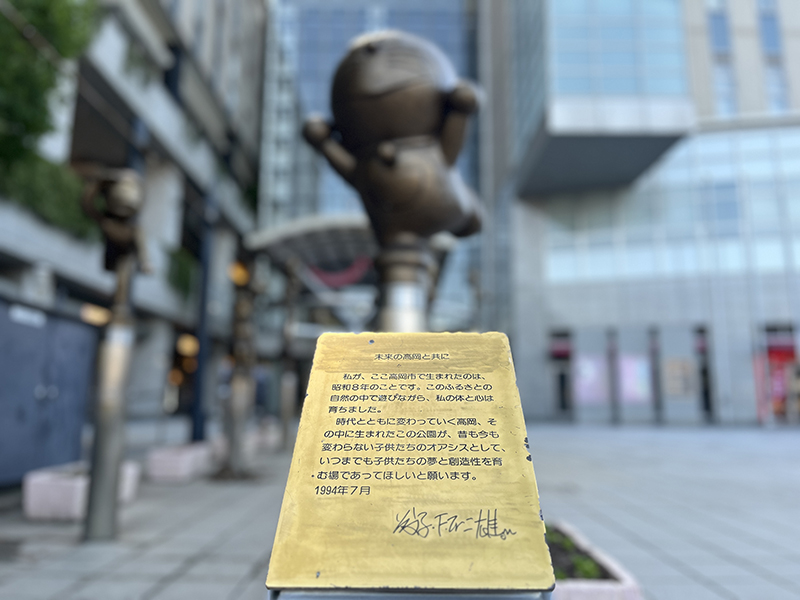 未来の高岡と共に
私が、ここ高岡市で生まれたのは、
昭和8年のことです。このふるさとの
自然の中で遊びながら、私の体と心は
育ちました。
時代とともに変わっていく高岡、そ
の中に生まれたこの公園が、昔も今も
変わらない子供たちのオアシスとして、
いつまでも子供たちの夢と創造性を育
む場であってほしいと願います。
1994年7月